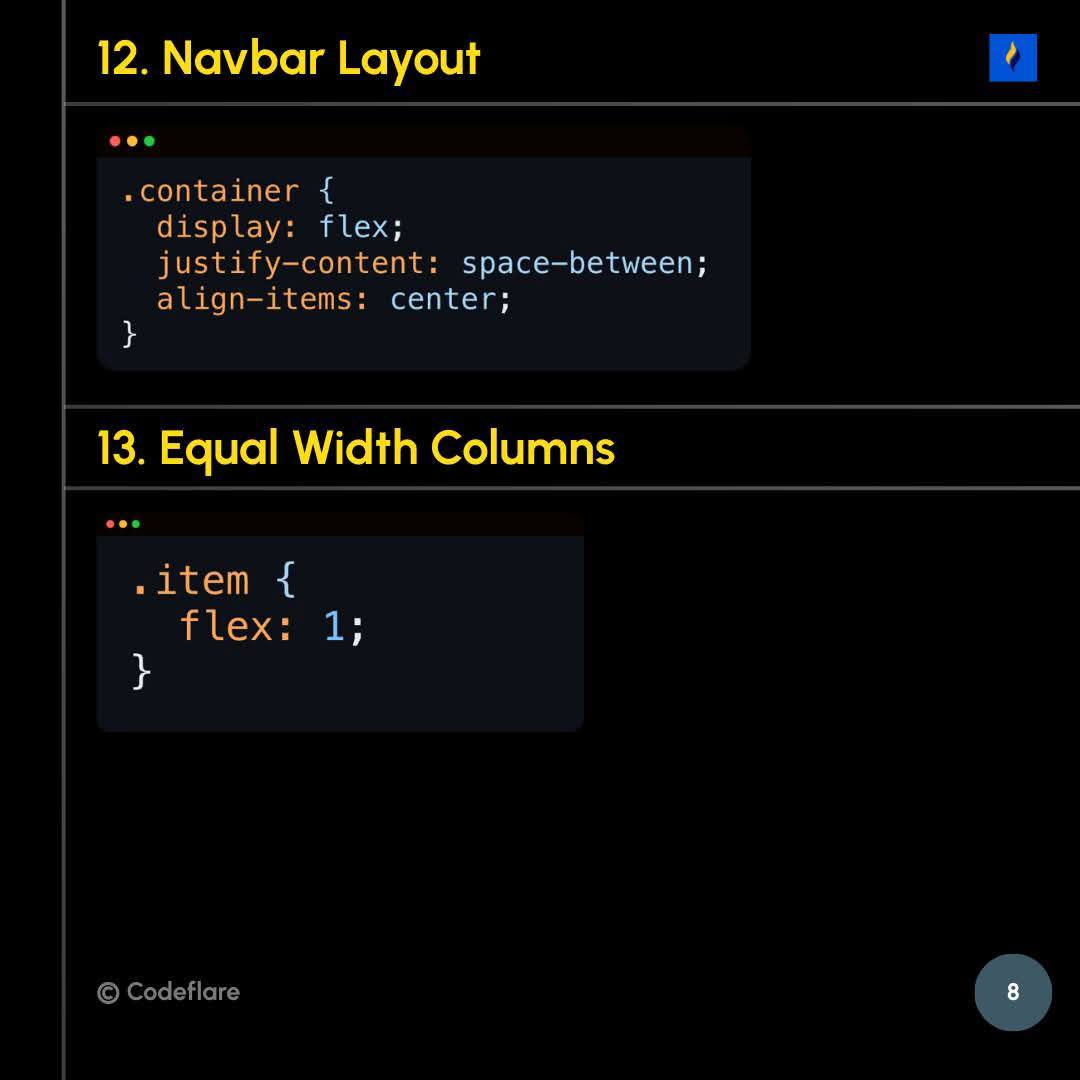 12. Navbar Layout
.container {
  display: flex;
  justify-content: space-between;
  align-items: center;
}
13. Equal Width Columns
.item {
  flex: 1;
}
© Codeflare
8